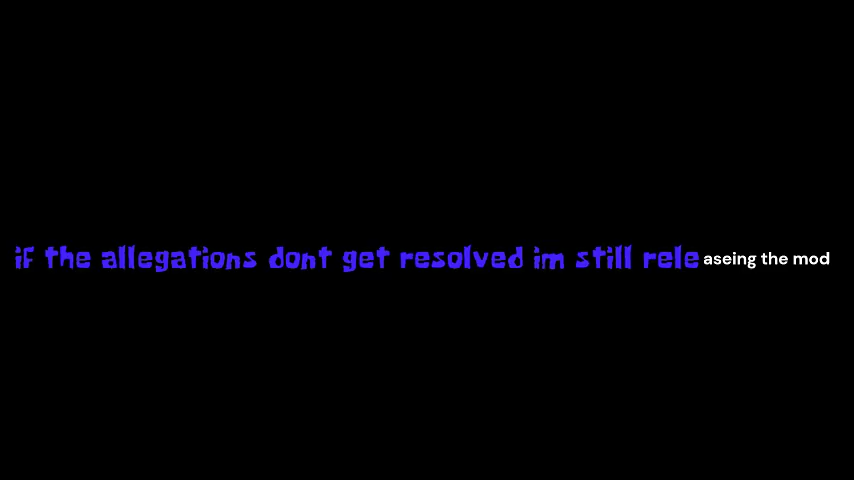 if the allegations dont get resolved im still releaseing the mod